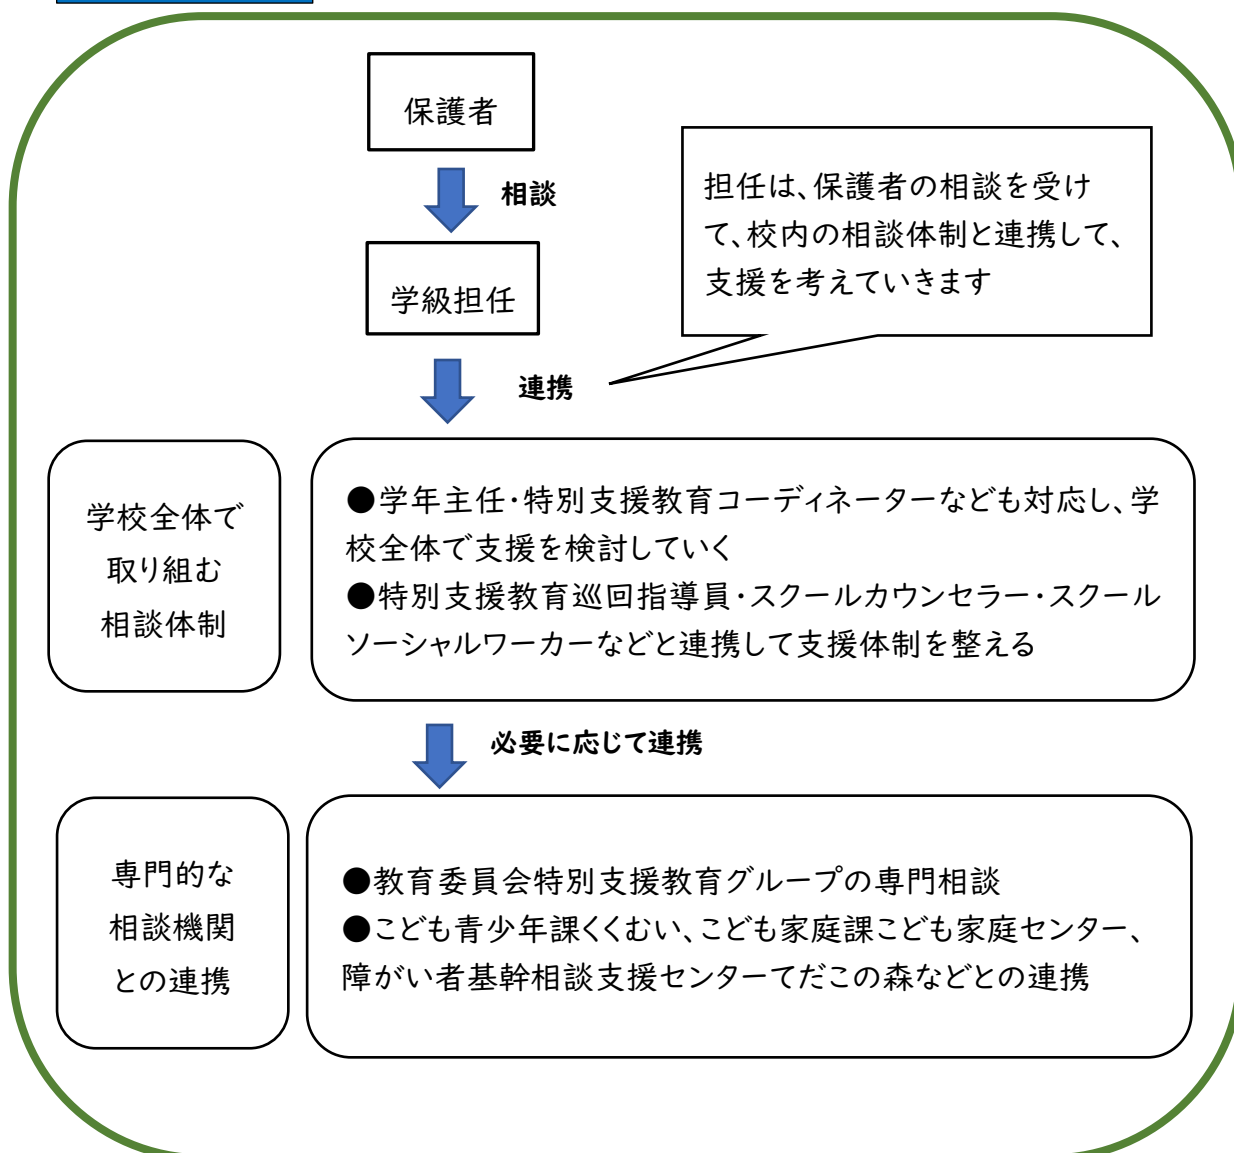 保護者
相談
担任は、保護者の相談を受け
て、校内の相談体制と連携して、
支援を考えていきます
学級担任
連携
学校全体で
取り組む
相談体制
●学年主任・特別支援教育コーディネーターなども対応し、学
校全体で支援を検討していく
●特別支援教育巡回指導員・スクールカウンセラー・スクール
ソーシャルワーカーなどと連携して支援体制を整える
必要に応じて連携
専門的な
相談機関
との連携
●教育委員会特別支援教育グループの専門相談
●こども青少年課くくむい、こども家庭課こども家庭センター、
障がい者基幹相談支援センターてだこの森などとの連携